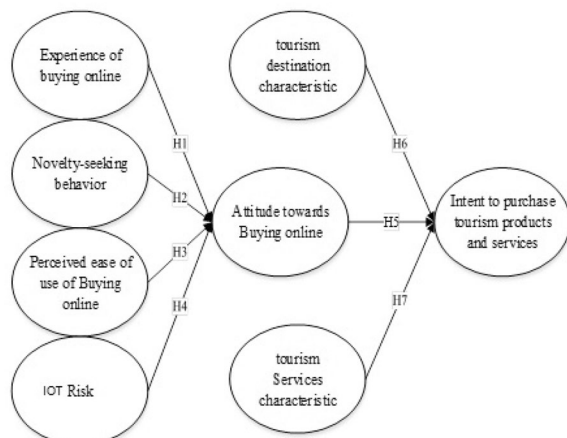 Experience of
buying online
Novelty-seeking
behavior
Perceived ease of
use of Buying
online
IOT Risk
H1
H2
H3
H4
Attitude towards
Buying online
tourism
destination
characteristic
tourism
Services
characteristic
H6
H5
H7
Intent to purchase
tourism products
and services